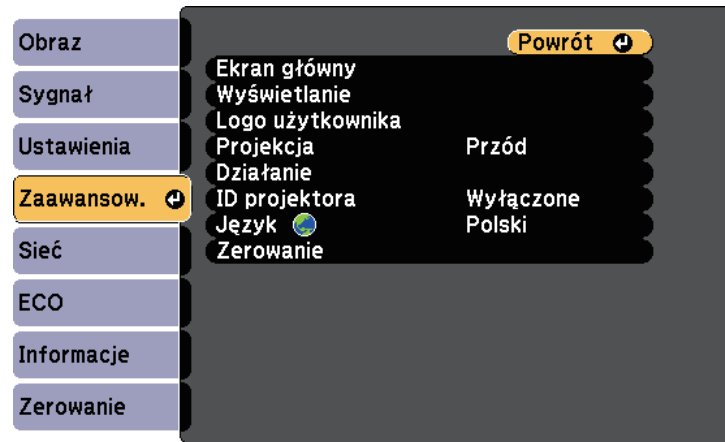 Obraz
Sygnał
Ustawienia
Zaawansow.
Sieć
ECO
Informacje
Zerowanie
Powrót
Ekran główny
Wyświetlanie
Logo użytkownika
Projekcja Przód
Działanie
ID projektora Wyłączone
Język Polski
Zerowanie